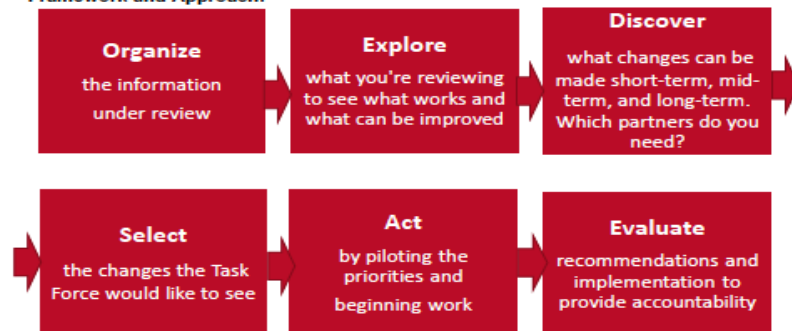 Framework and Approach
Organize
the information
under review
Explore
what you're reviewing
to see what works and
what can be improved
Discover
what changes can be
made short-term, mid-
term, and long-term.
Which partners do you
need?
Select
the changes the Task
Force would like to see
Act
by piloting the
priorities and
beginning work
Evaluate
recommendations and
implementation to
provide accountability